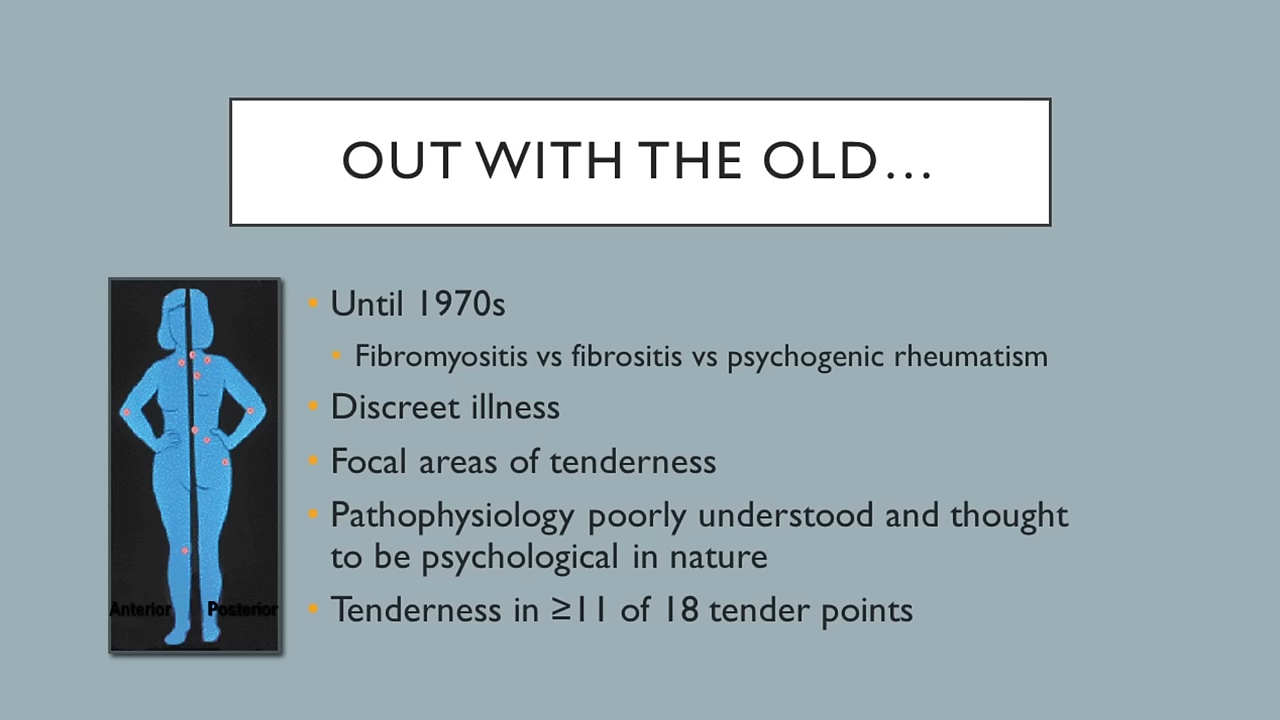 OUT WITH THE OLD…
• Until 1970s
• Fibromyositis vs fibrositis vs psychogenic rheumatism
• Discreet illness
• Focal areas of tenderness
• Pathophysiology poorly understood and thought
to be psychological in nature
• Tenderness in ≥11 of 18 tender points
Anterior Posterior